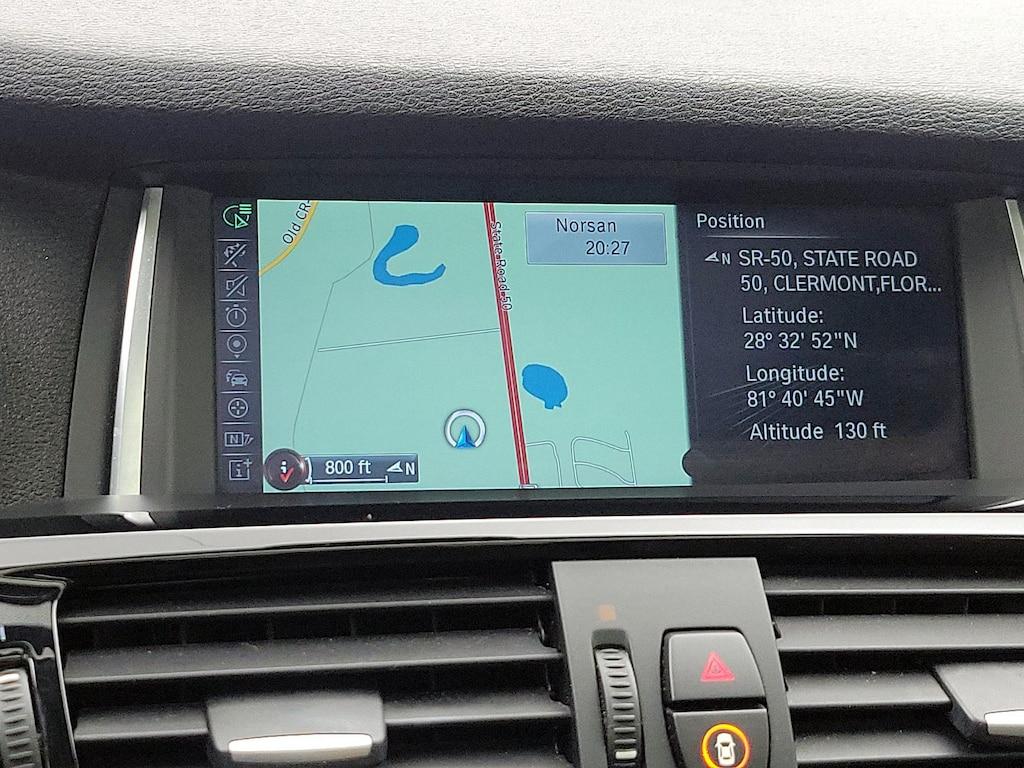 Old CR-
State Road 50
Norsan
20:27
N
800 ft
N
Position
N SR-50, STATE ROAD
50, CLERMONT,FLOR...
Latitude:
28° 32' 52"N
Longitude:
81° 40' 45"W
Altitude 130 ft